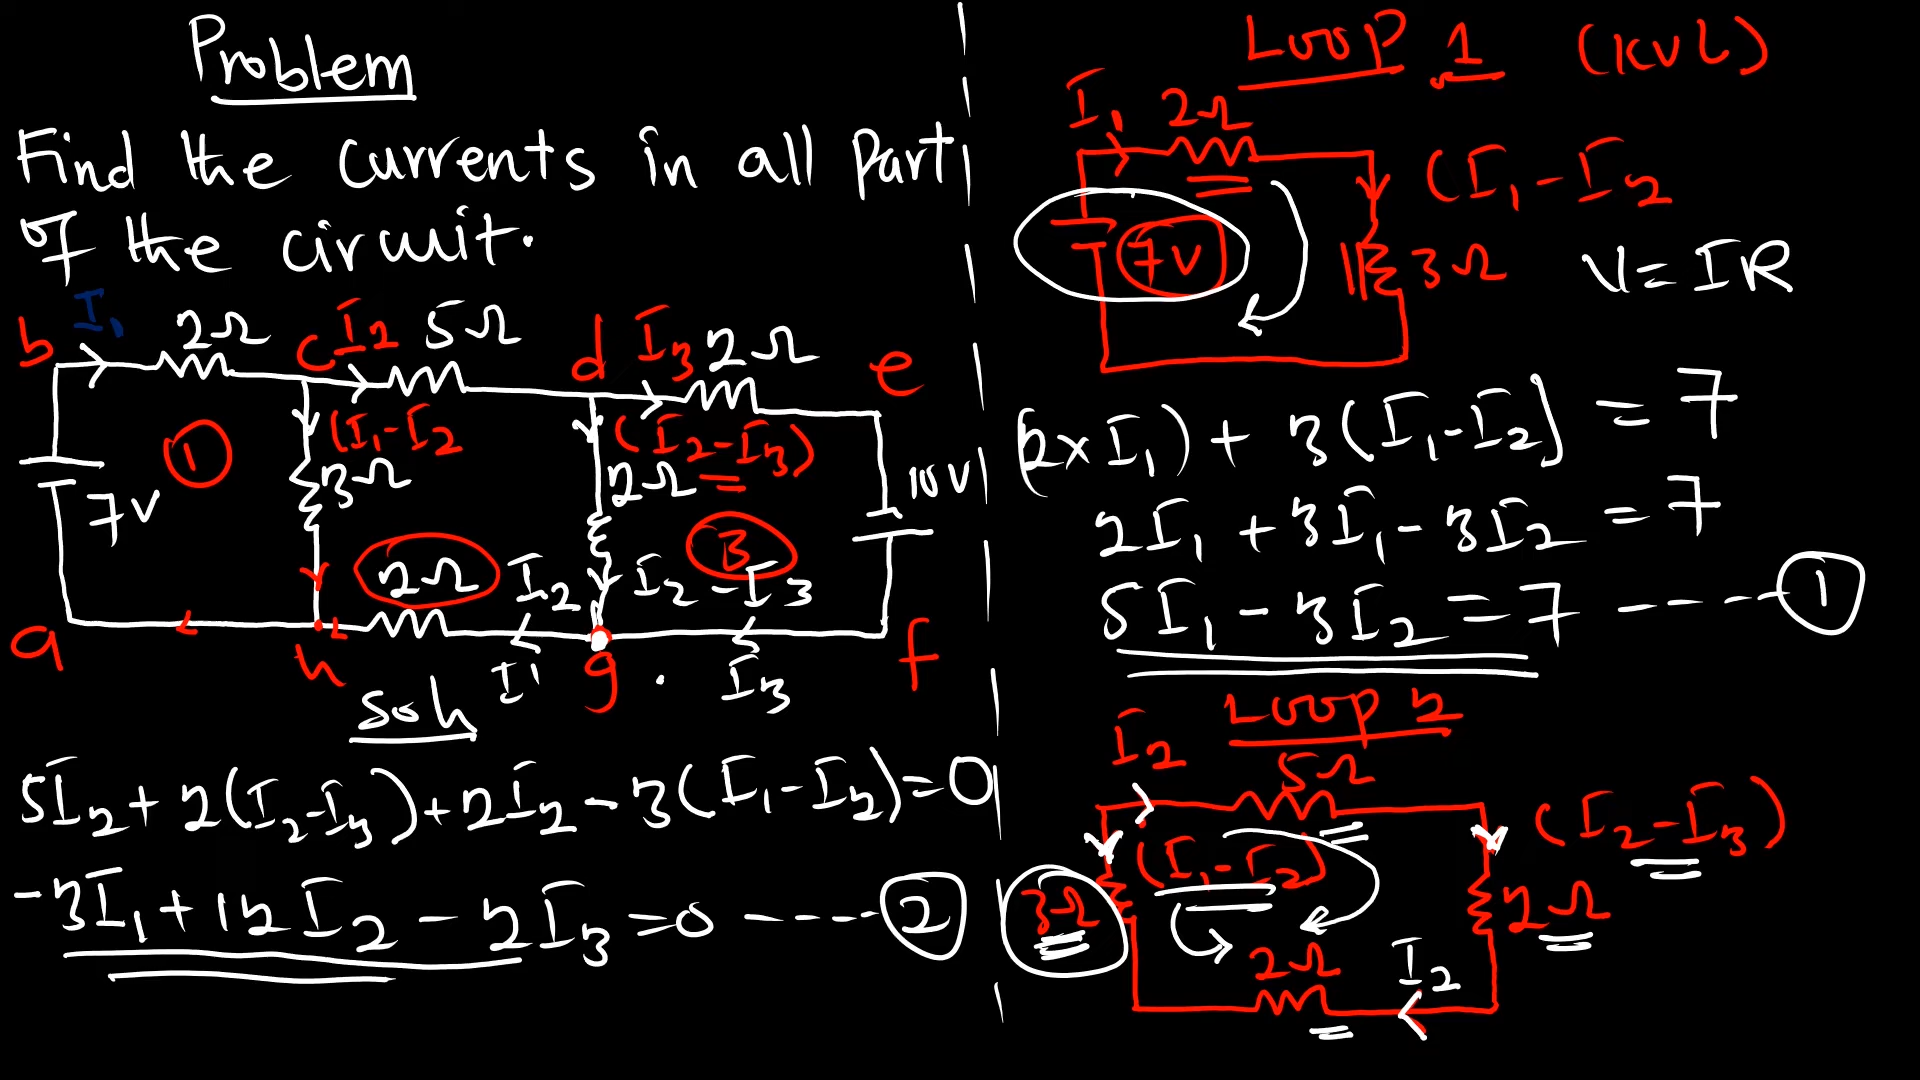 Problem
Find the currents in all part
of the circuit.
b I₁ 2Ω c I₂ 5Ω d I₃ 2Ω e
① (I₁-I₂ (I₂-I₃)
7V 3Ω 2Ω 10V
2Ω I₂ I₂-I₃ 3
a h I' g . I₃ f
Soln
5I₂+2(I₂-I₃)+2I₂-3(I₁-I₂)=0
-3I₁+12I₂-2I₃=0 ----- ②
Loop 1 (KVL)
I₁ 2Ω
(I₁-I₂
7V 3Ω V=IR
(2×I₁)+3(I₁-I₂)=7
2I₁+3I₁-3I₂=7
5I₁-3I₂=7 ----- ①
Loop 2
I₂ 5Ω
(I₁-I₂) (I₂-I₃)
3Ω 2Ω
2Ω I₂